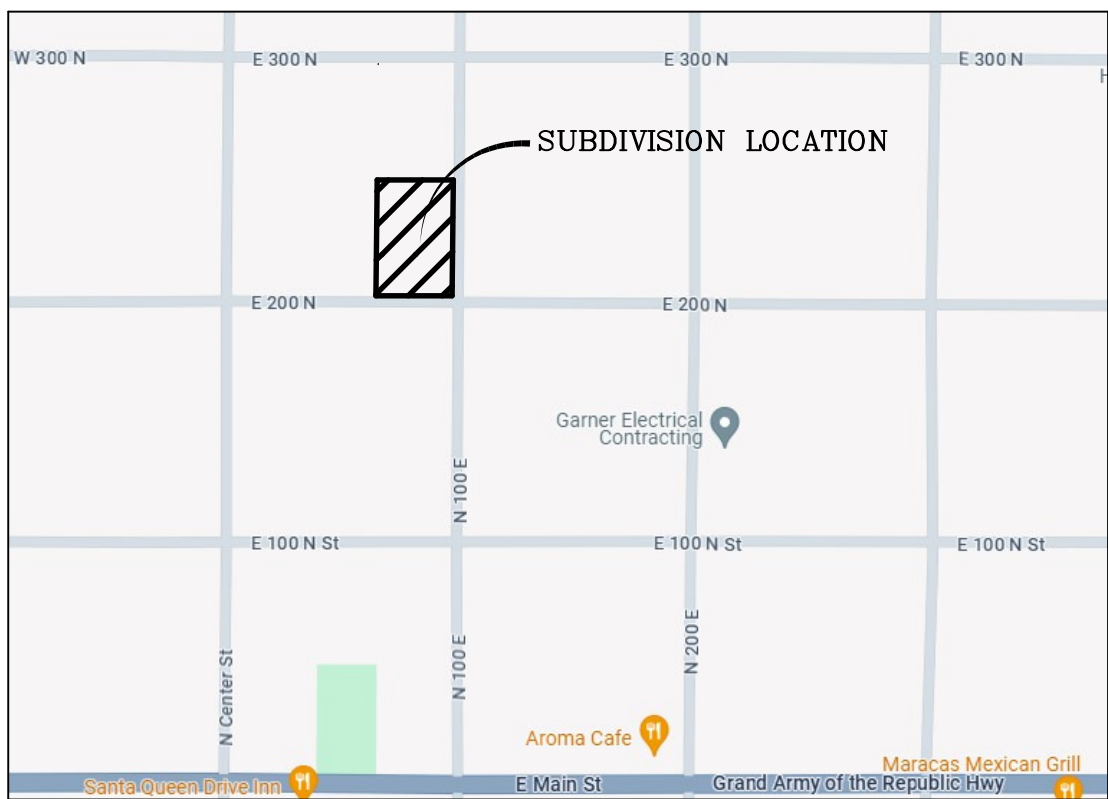 W 300 N
E 300 N
E 300 N
E 300 N
SUBDIVISION LOCATION
E 200 N
E 200 N
Garner Electrical
Contracting
N 100 E
E 100 N St
E 100 N St
E 100 N St
N 200 E
N 100 E
N Center St
Aroma Cafe
Maracas Mexican Grill
Santa Queen Drive Inn
E Main St
Grand Army of the Republic Hwy